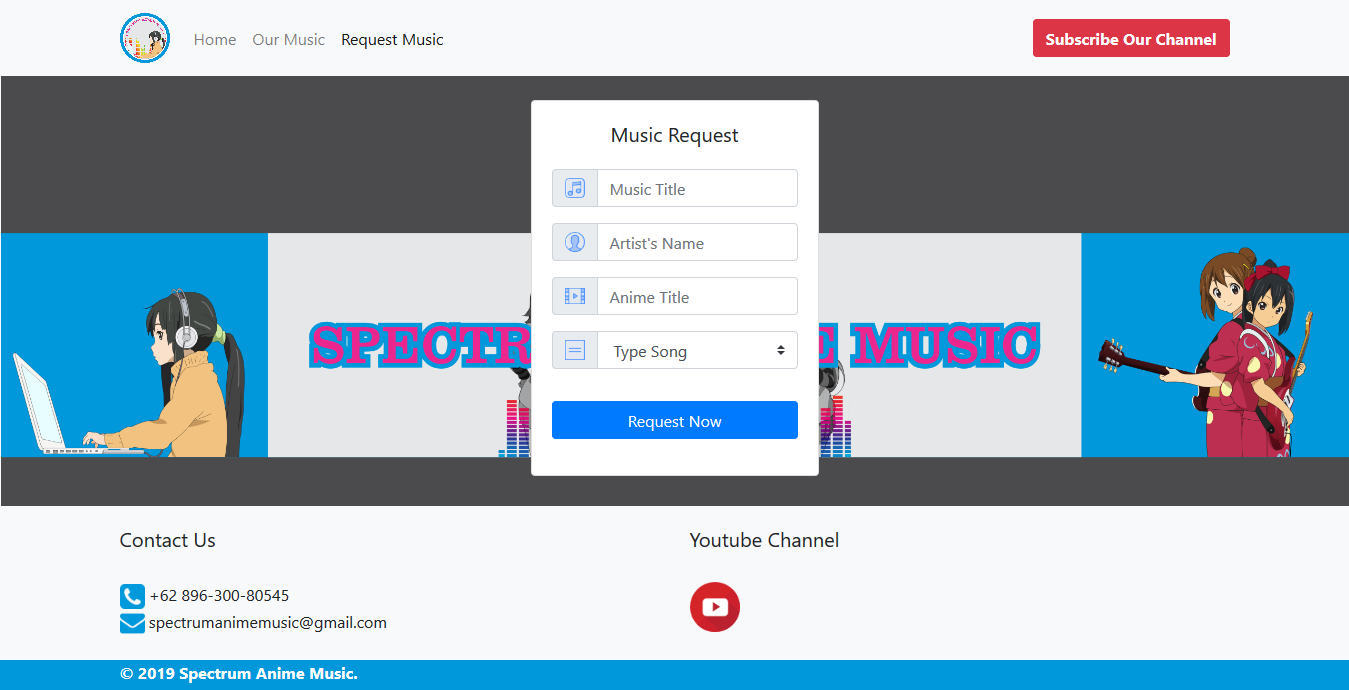 Home Our Music Request Music Subscribe Our Channel
Music Request
Music Title
Artist's Name
Anime Title
Type Song
SPECTR E MUSIC
Request Now
Contact Us
Youtube Channel
+62 896-300-80545
spectrumanimemusic@gmail.com
© 2019 Spectrum Anime Music.